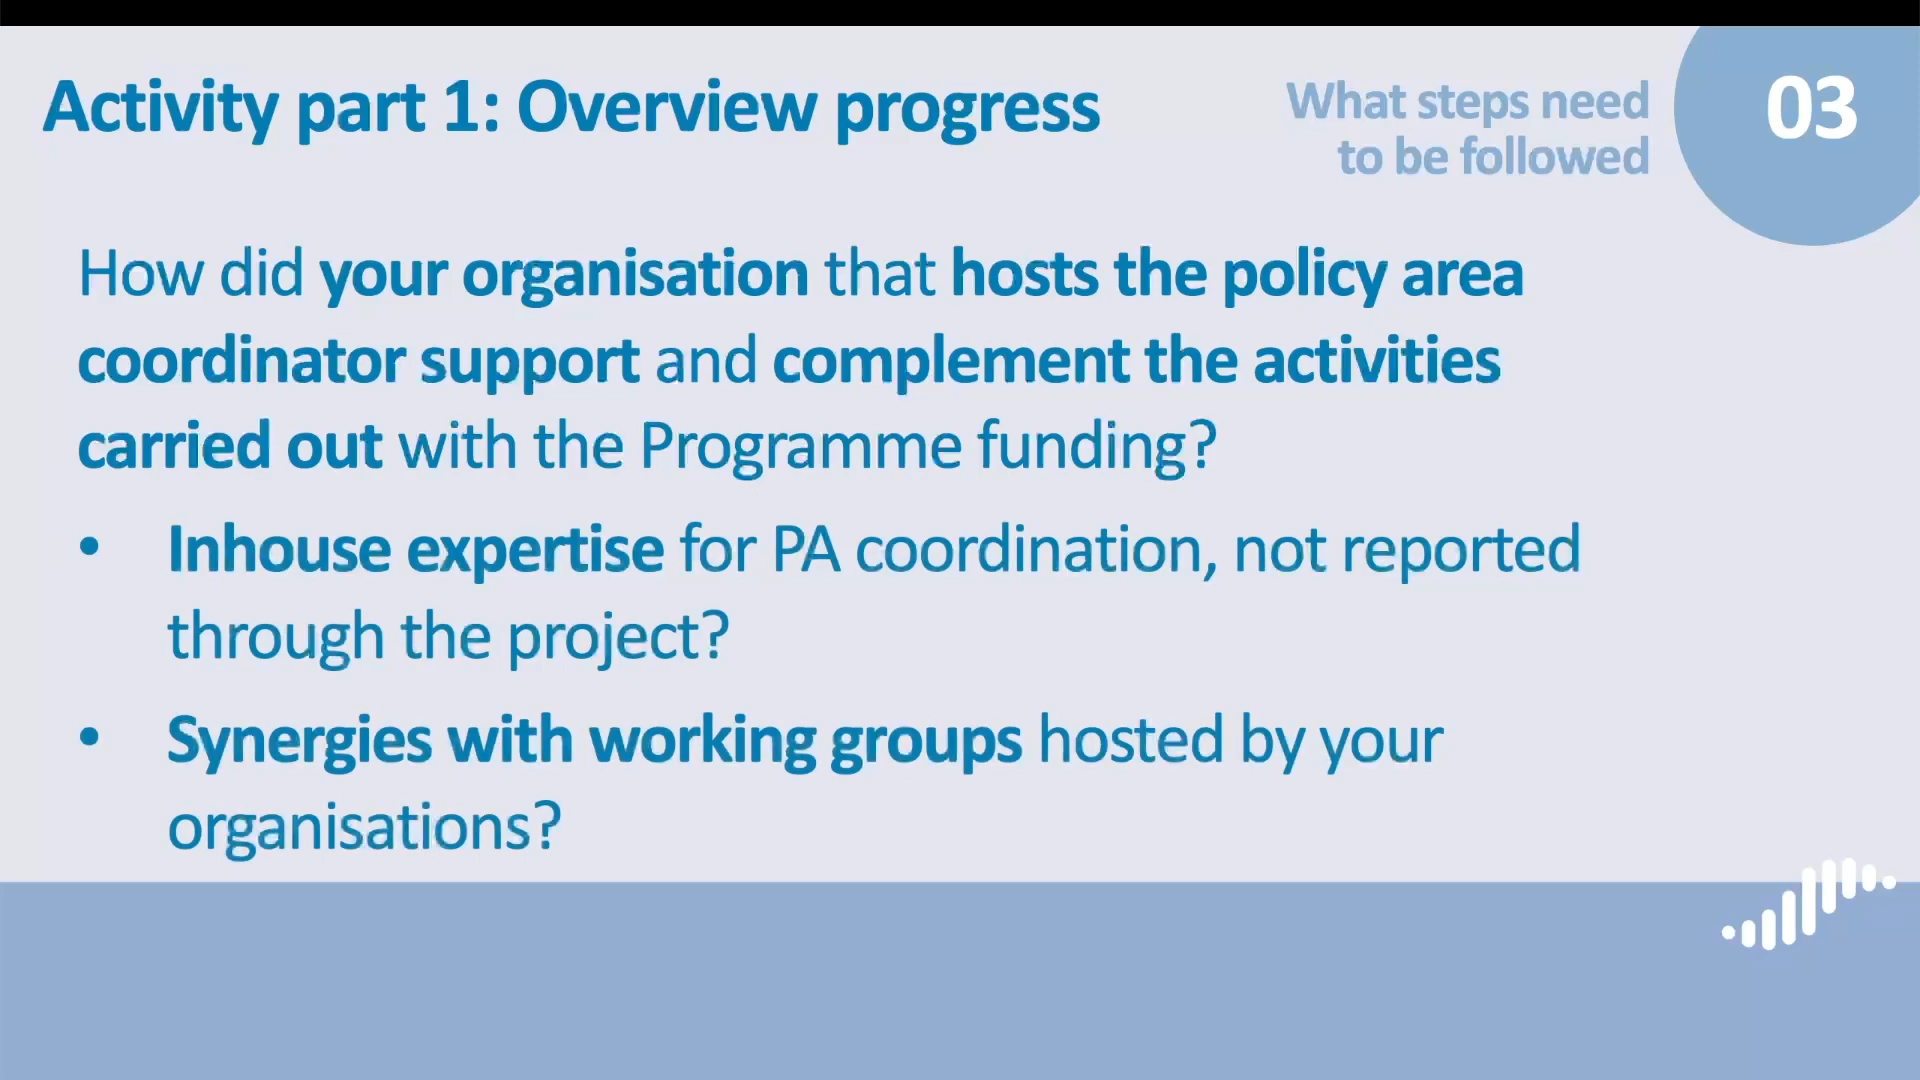 Activity part 1: Overview progress
What steps need
to be followed
03
How did your organisation that hosts the policy area
coordinator support and complement the activities
carried out with the Programme funding?
• Inhouse expertise for PA coordination, not reported
through the project?
• Synergies with working groups hosted by your
organisations?